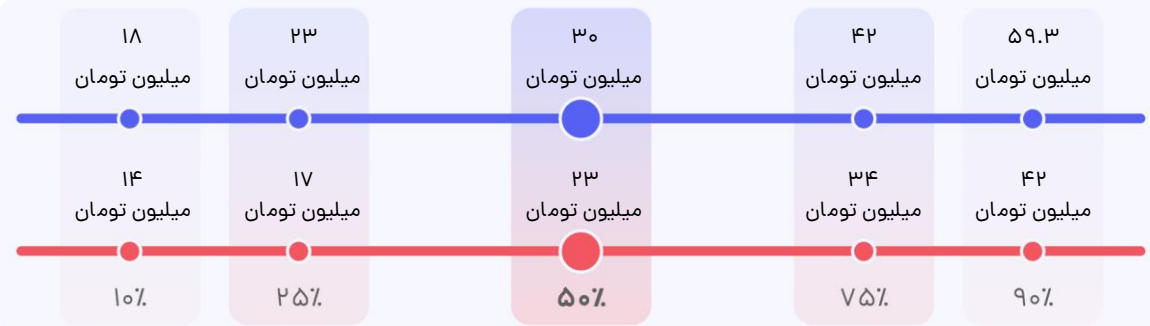 ۱۸
میلیون تومان
۲۳
میلیون تومان
۳۰
میلیون تومان
۴۲
میلیون تومان
۵۹.۳
میلیون تومان
۱۴
میلیون تومان
۱۷
میلیون تومان
۲۳
میلیون تومان
۳۴
میلیون تومان
۴۲
میلیون تومان
۱۰٪
۲۵٪
۵۰٪
۷۵٪
۹۰٪